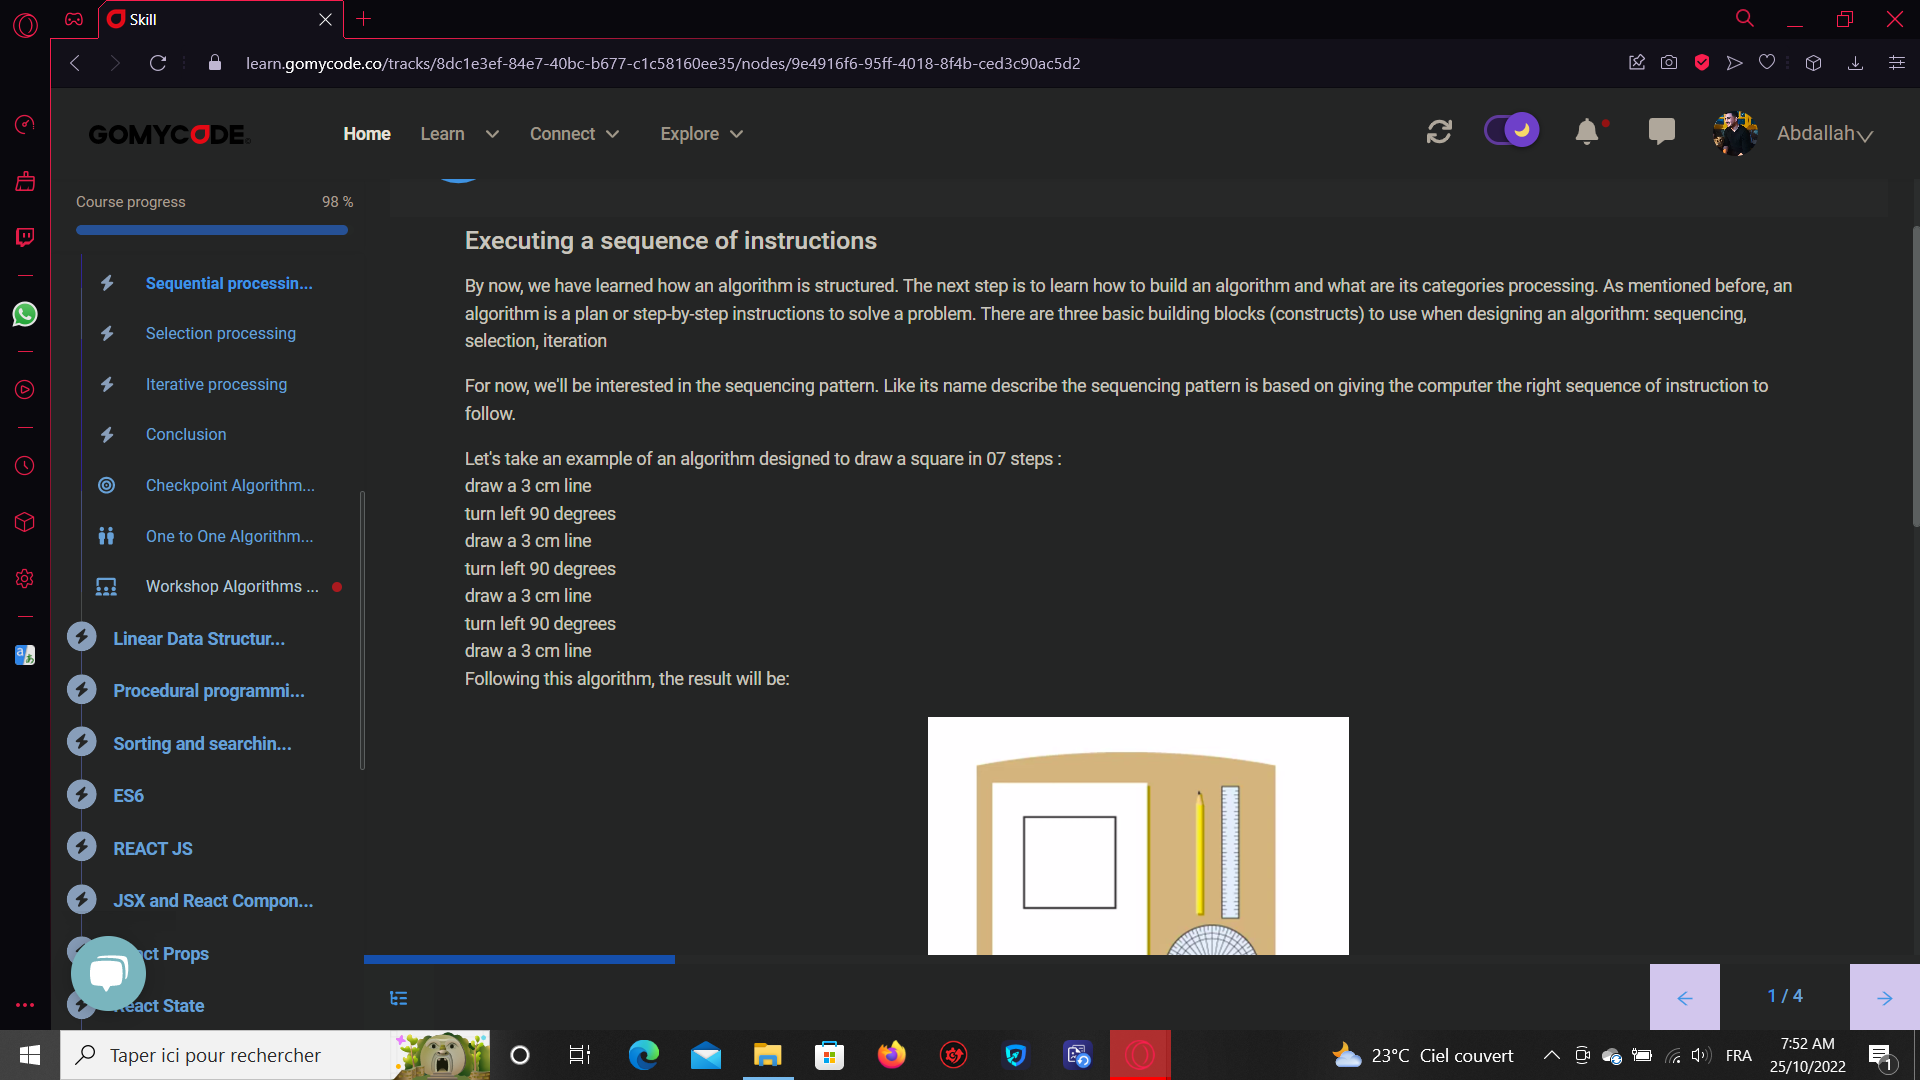 Skill
learn.gomycode.co/tracks/8dc1e3ef-84e7-40bc-b677-c1c58160ee35/nodes/9e4916f6-95ff-4018-8f4b-ced3c90ac5d2
GOMYCODE
Home
Learn
Connect
Explore
Abdallah
Course progress
98 %
Sequential processin...
Selection processing
Iterative processing
Conclusion
Checkpoint Algorithm...
One to One Algorithm...
Workshop Algorithms ...
Linear Data Structur...
Procedural programmi...
Sorting and searchin...
ES6
REACT JS
JSX and React Compon...
ct Props
eact State
Executing a sequence of instructions
By now, we have learned how an algorithm is structured. The next step is to learn how to build an algorithm and what are its categories processing. As mentioned before, an
algorithm is a plan or step-by-step instructions to solve a problem. There are three basic building blocks (constructs) to use when designing an algorithm: sequencing,
selection, iteration
For now, we'll be interested in the sequencing pattern. Like its name describe the sequencing pattern is based on giving the computer the right sequence of instruction to
follow.
Let's take an example of an algorithm designed to draw a square in 07 steps :
draw a 3 cm line
turn left 90 degrees
draw a 3 cm line
turn left 90 degrees
draw a 3 cm line
turn left 90 degrees
draw a 3 cm line
Following this algorithm, the result will be:
1 / 4
Taper ici pour rechercher
23°C Ciel couvert
FRA
7:52 AM
25/10/2022
1